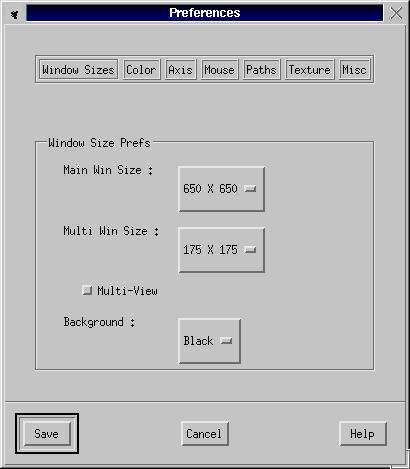 Preferences
Window Sizes Color Axis Mouse Paths Texture Misc
Window Size Prefs
Main Win Size :
650 X 650
Multi Win Size :
175 X 175
Multi-View
Background :
Black
Save Cancel Help